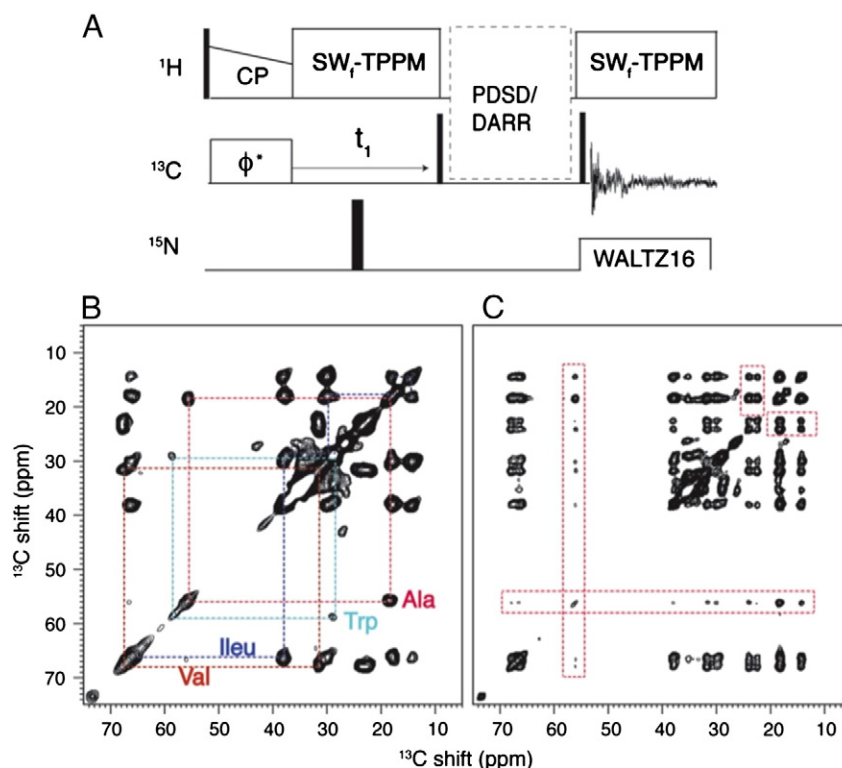 A
¹H
CP
SW_f-TPPM
PDSD/
DARR
SW_f-TPPM
¹³C
ϕ*
t₁
¹⁵N
WALTZ16
B
C
10
20
30
40
50
60
70
¹³C shift (ppm)
Ala
Trp
Ileu
Val
70 60 50 40 30 20 10
70 60 50 40 30 20 10
¹³C shift (ppm)